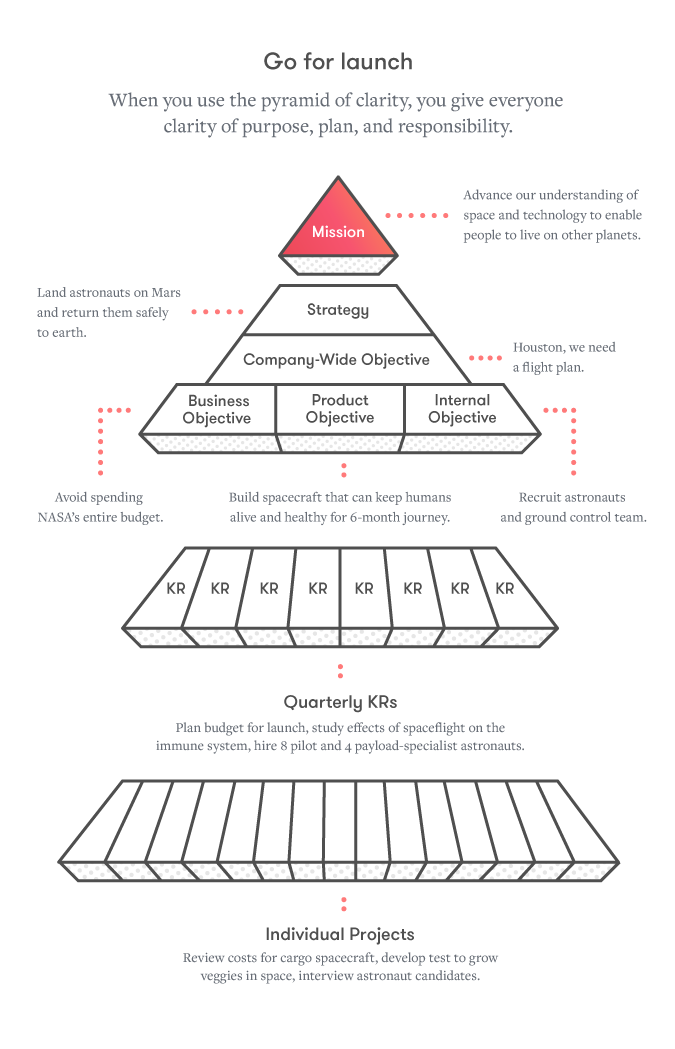 Go for launch
When you use the pyramid of clarity, you give everyone
clarity of purpose, plan, and responsibility.
Mission
Advance our understanding of
space and technology to enable
people to live on other planets.
Land astronauts on Mars
and return them safely
to earth.
Strategy
Company-Wide Objective
Houston, we need
a flight plan.
Business
Objective
Product
Objective
Internal
Objective
Avoid spending
NASA's entire budget.
Build spacecraft that can keep humans
alive and healthy for 6-month journey.
Recruit astronauts
and ground control team.
KR KR KR KR KR KR KR KR
Quarterly KRs
Plan budget for launch, study effects of spaceflight on the
immune system, hire 8 pilot and 4 payload-specialist astronauts.
Individual Projects
Review costs for cargo spacecraft, develop test to grow
veggies in space, interview astronaut candidates.